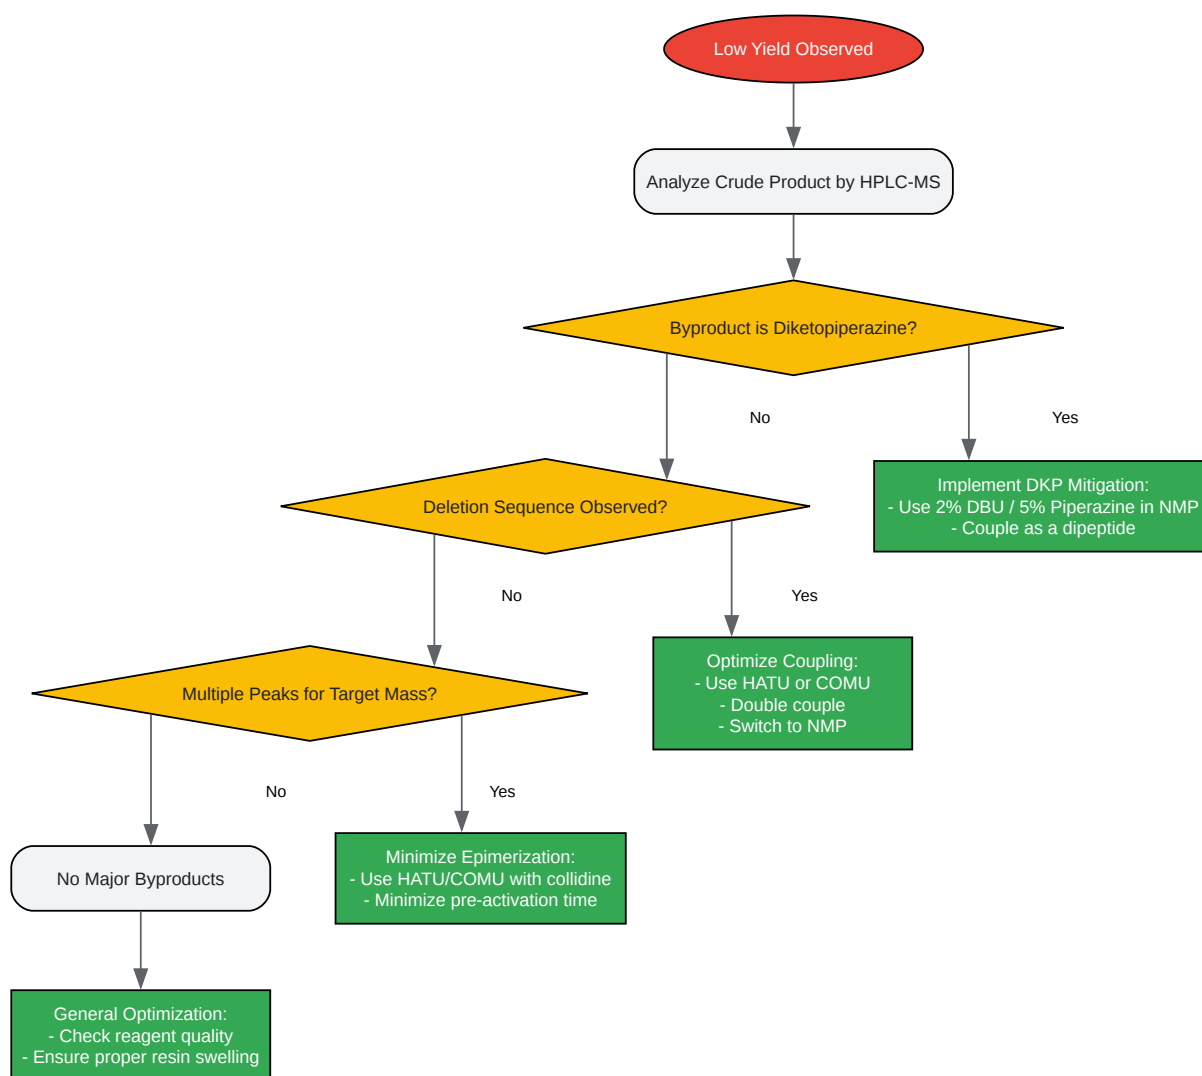 Low Yield Observed
Analyze Crude Product by HPLC-MS
Byproduct is Diketopiperazine?
No
Yes
Deletion Sequence Observed?
Implement DKP Mitigation:
- Use 2% DBU / 5% Piperazine in NMP
- Couple as a dipeptide
No
Yes
Multiple Peaks for Target Mass?
Optimize Coupling:
- Use HATU or COMU
- Double couple
- Switch to NMP
No
Yes
No Major Byproducts
Minimize Epimerization:
- Use HATU/COMU with collidine
- Minimize pre-activation time
General Optimization:
- Check reagent quality
- Ensure proper resin swelling